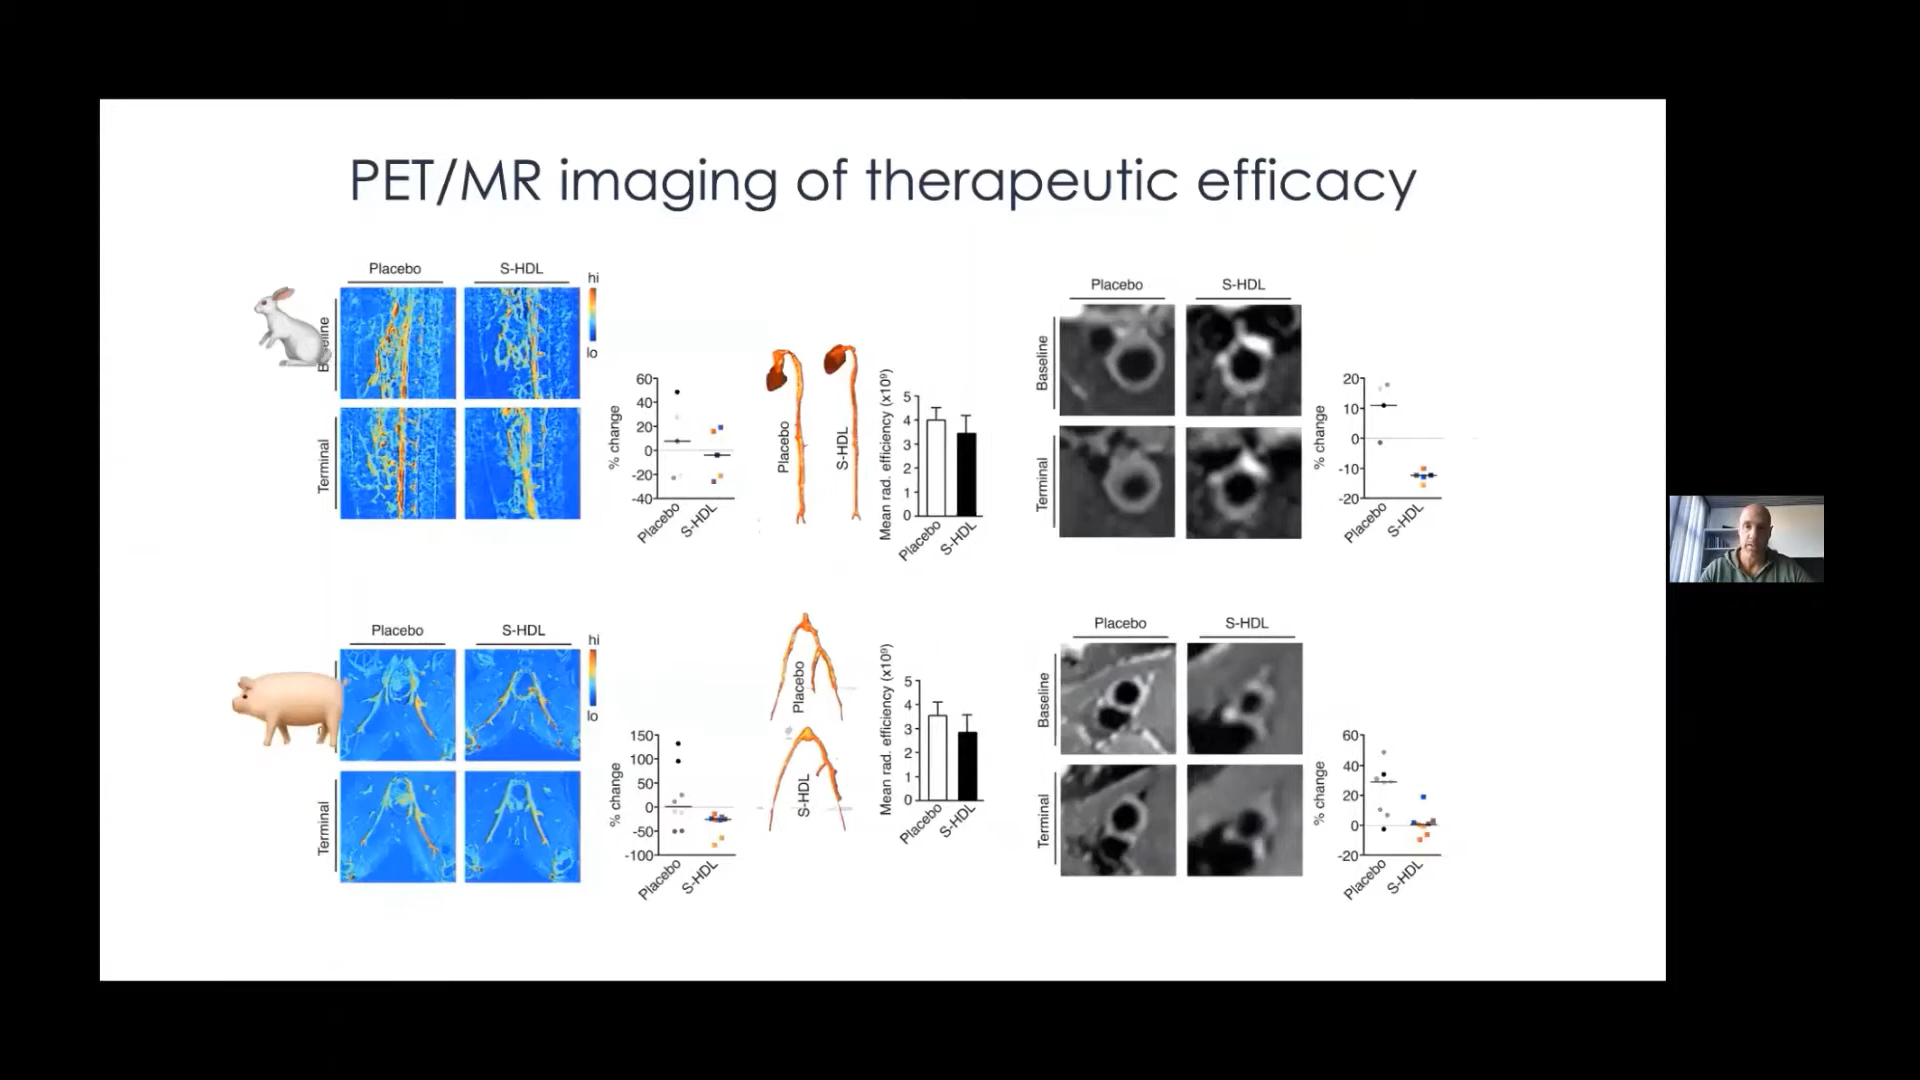 PET/MR imaging of therapeutic efficacy
Placebo S-HDL
hi
lo
Baseline
Terminal
% change
60
40
20
0
-20
-40
Placebo
S-HDL
Placebo
S-HDL
Mean rad. efficiency (x10⁹)
5
4
3
2
1
0
Placebo
S-HDL
Placebo S-HDL
Baseline
Terminal
% change
20
10
0
-10
-20
Placebo
S-HDL
Placebo S-HDL
hi
lo
Terminal
% change
150
100
50
0
-50
-100
Placebo
S-HDL
Placebo
S-HDL
Mean rad. efficiency (x10⁹)
5
4
3
2
1
0
Placebo
S-HDL
Placebo S-HDL
Baseline
Terminal
% change
60
40
20
0
-20
Placebo
S-HDL